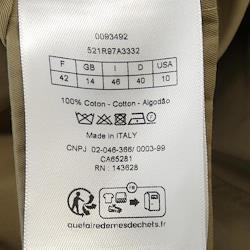 0093492
521R97A3332
F GB I D USA
42 14 46 40 10
100% Coton - Cotton - Algodão
Made in ITALY
CNPJ 02-046-366/ 0003-99
CA65281
RN : 143628
FR
quefairedemesdechets.fr